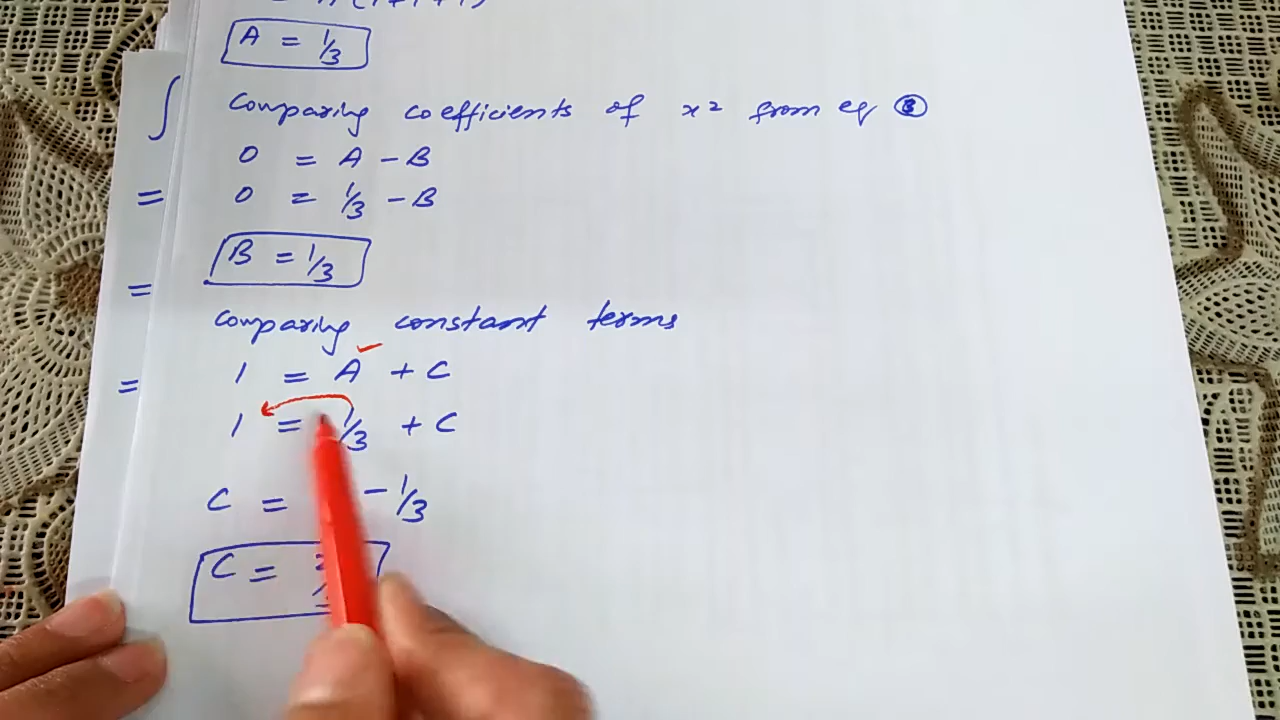 A = 1/3
∫ Comparing coefficients of x² from eq ③
0 = A - B
= 0 = 1/3 - B
B = 1/3
=
Comparing constant terms
= 1 = A + C
1 = 1/3 + C
C = - 1/3
C =